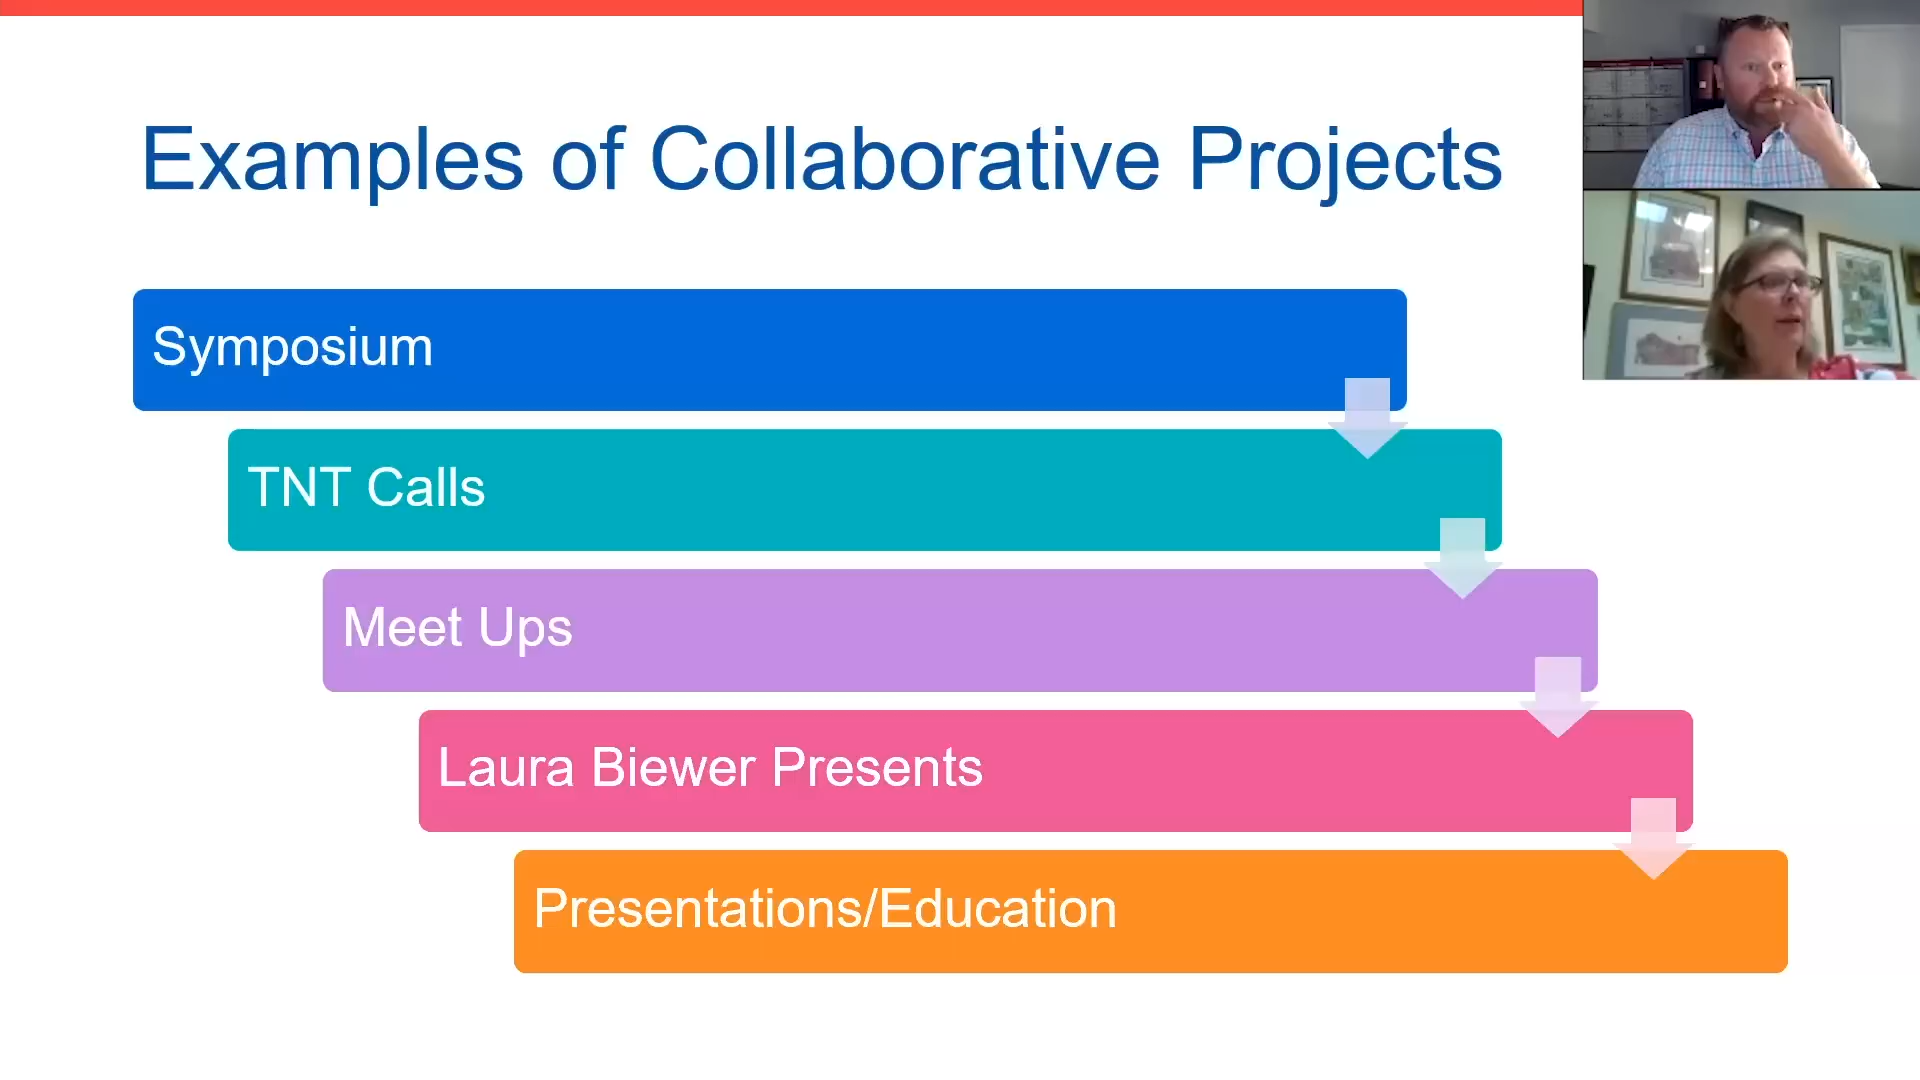 Examples of Collaborative Projects
Symposium
TNT Calls
Meet Ups
Laura Biewer Presents
Presentations/Education